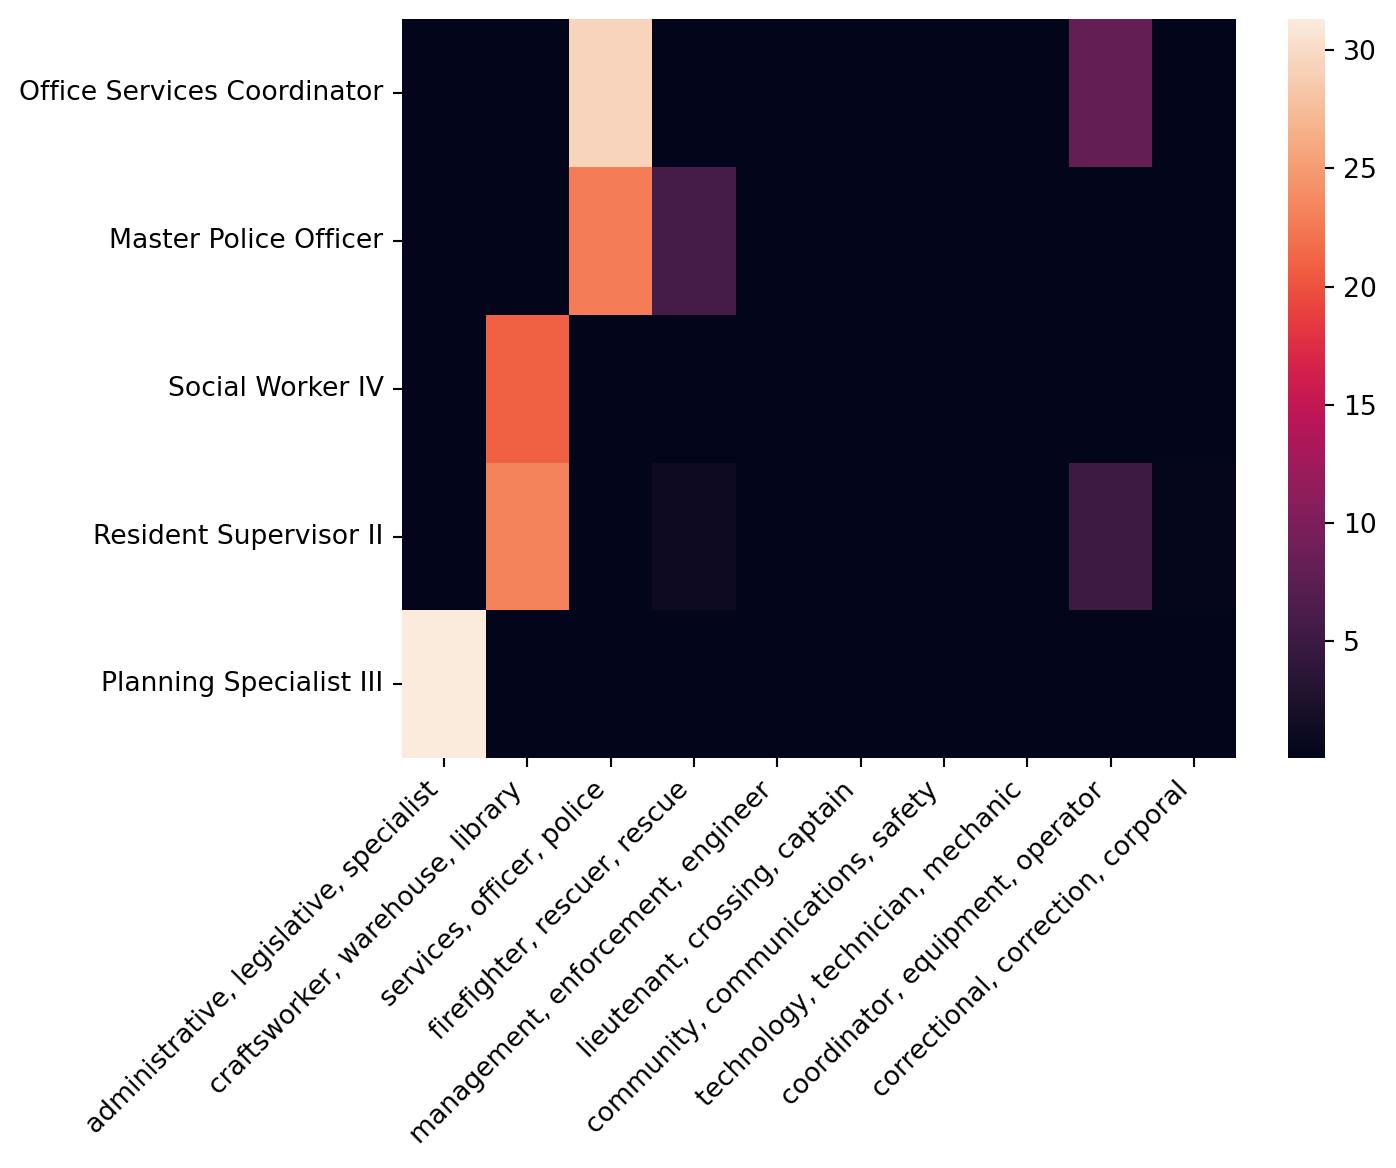 Office Services Coordinator
Master Police Officer
Social Worker IV
Resident Supervisor II
Planning Specialist III
administrative, legislative, specialist
craftsworker, warehouse, library
services, officer, police
firefighter, rescuer, rescue
management, enforcement, engineer
lieutenant, crossing, captain
community, communications, safety
technology, technician, mechanic
coordinator, equipment, operator
correctional, correction, corporal
30
25
20
15
10
5